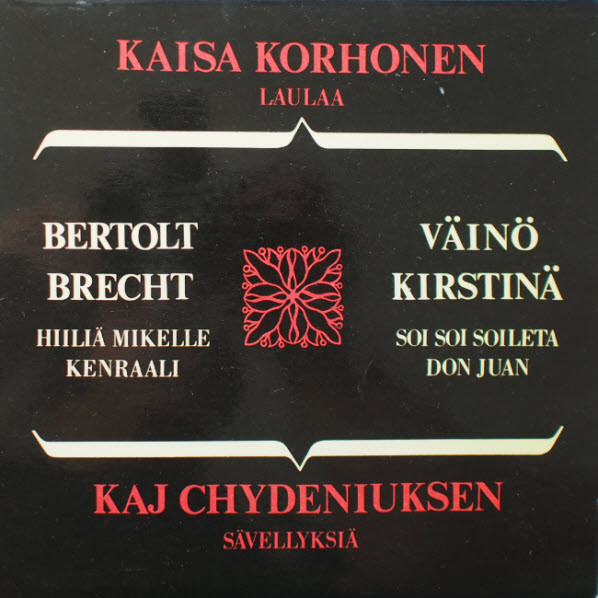 KAISA KORHONEN
LAULAA
BERTOLT
BRECHT
HIILIÄ MIKELLE
KENRAALI
VÄINÖ
KIRSTINÄ
SOI SOI SOILETA
DON JUAN
KAJ CHYDENIUKSEN
SÄVELLYKSIÄ